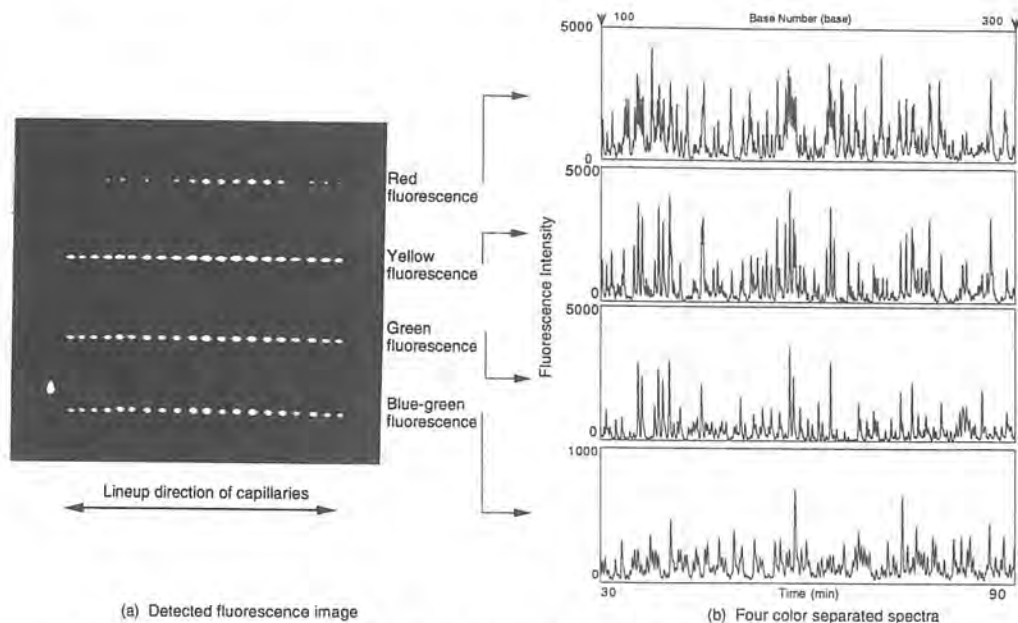 Red
fluorescence
Yellow
fluorescence
Green
fluorescence
Blue-green
fluorescence
Lineup direction of capillaries
(a) Detected fluorescence image
100 Base Number (base) 300
Fluorescence Intensity
5000
0
5000
0
5000
0
1000
0
30 Time (min) 90
(b) Four color separated spectra